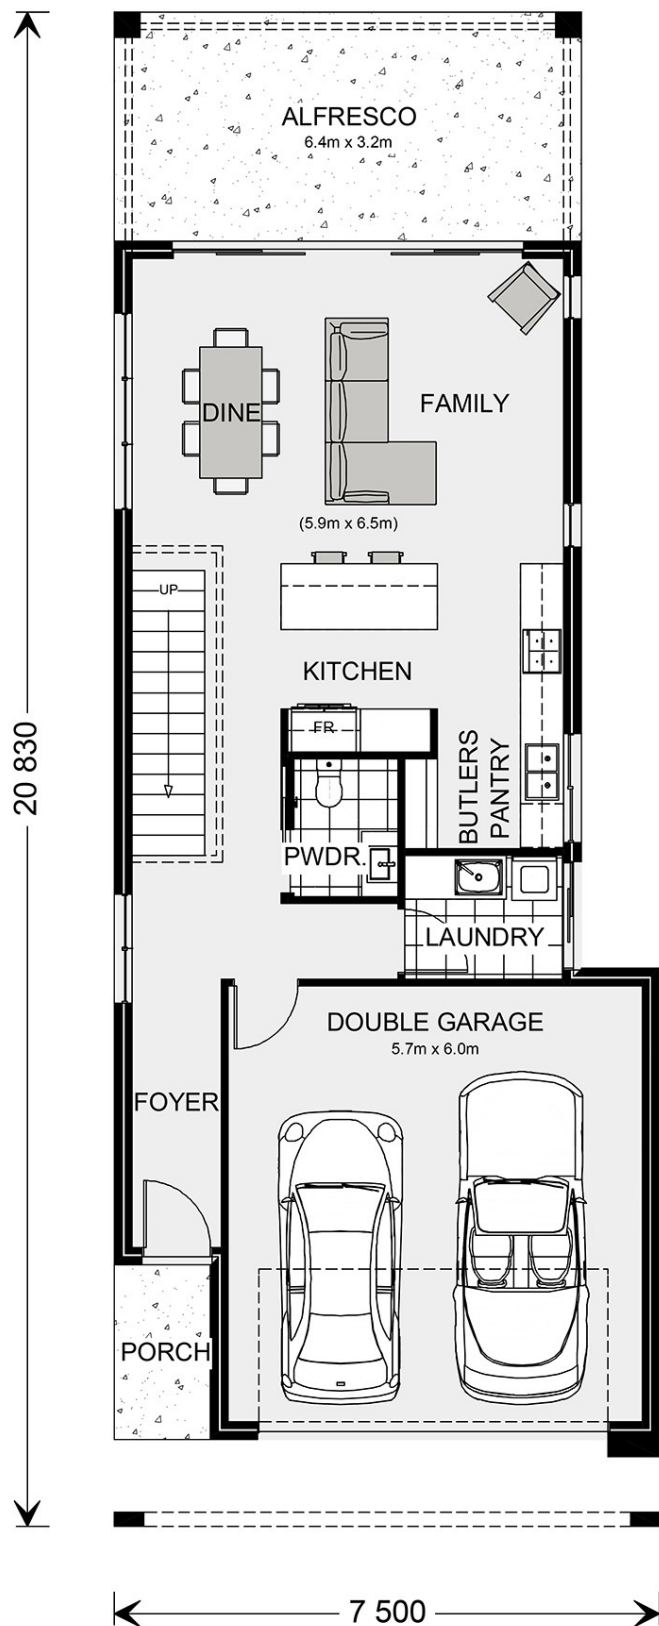 ALFRESCO
6.4m x 3.2m
DINE
FAMILY
(5.9m x 6.5m)
UP
KITCHEN
FR
BUTLERS
PANTRY
PWDR.
LAUNDRY
DOUBLE GARAGE
5.7m x 6.0m
FOYER
PORCH
20 830
7 500